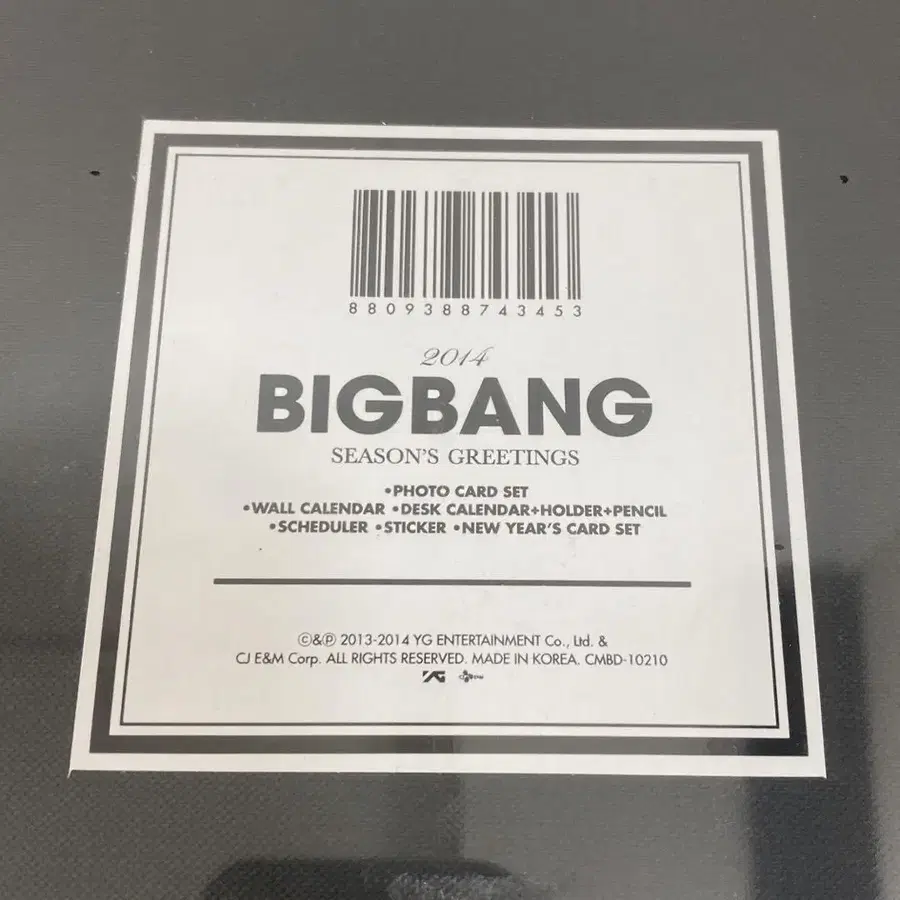 8809388743453
2014
BIGBANG
SEASON'S GREETINGS
•PHOTO CARD SET
•WALL CALENDAR •DESK CALENDAR+HOLDER+PENCIL
•SCHEDULER •STICKER •NEW YEAR'S CARD SET
©&℗ 2013-2014 YG ENTERTAINMENT Co., Ltd. &
CJ E&M Corp. ALL RIGHTS RESERVED. MADE IN KOREA. CMBD-10210
YG